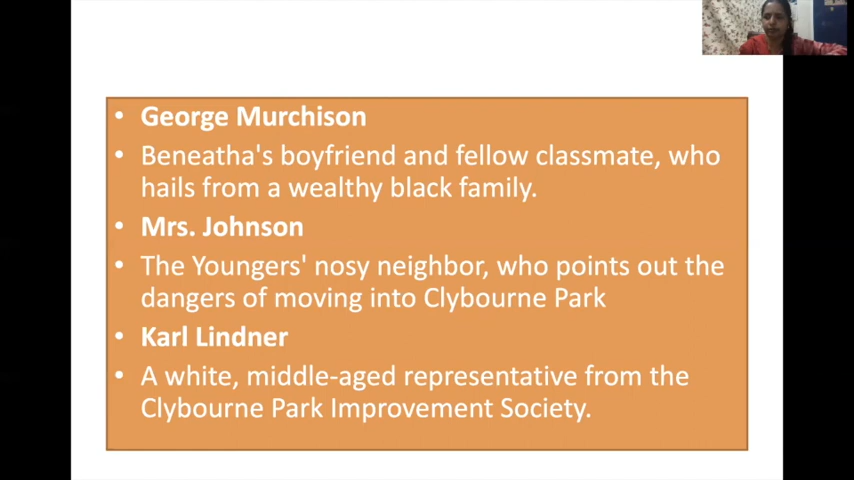 • George Murchison
• Beneatha's boyfriend and fellow classmate, who
hails from a wealthy black family.
• Mrs. Johnson
• The Youngers' nosy neighbor, who points out the
dangers of moving into Clybourne Park
• Karl Lindner
• A white, middle-aged representative from the
Clybourne Park Improvement Society.